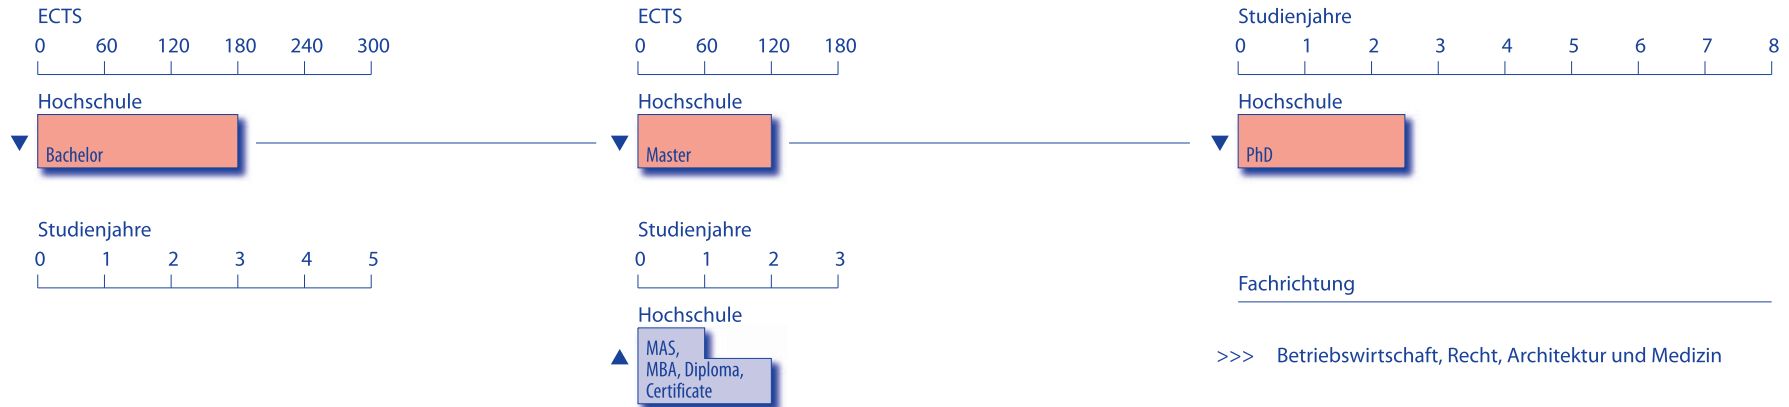 ECTS
0 60 120 180 240 300
Hochschule
Bachelor
Studienjahre
0 1 2 3 4 5
ECTS
0 60 120 180
Hochschule
Master
Studienjahre
0 1 2 3
Hochschule
MAS,
MBA, Diploma,
Certificate
Studienjahre
0 1 2 3 4 5 6 7 8
Hochschule
PhD
Fachrichtung
>>> Betriebswirtschaft, Recht, Architektur und Medizin